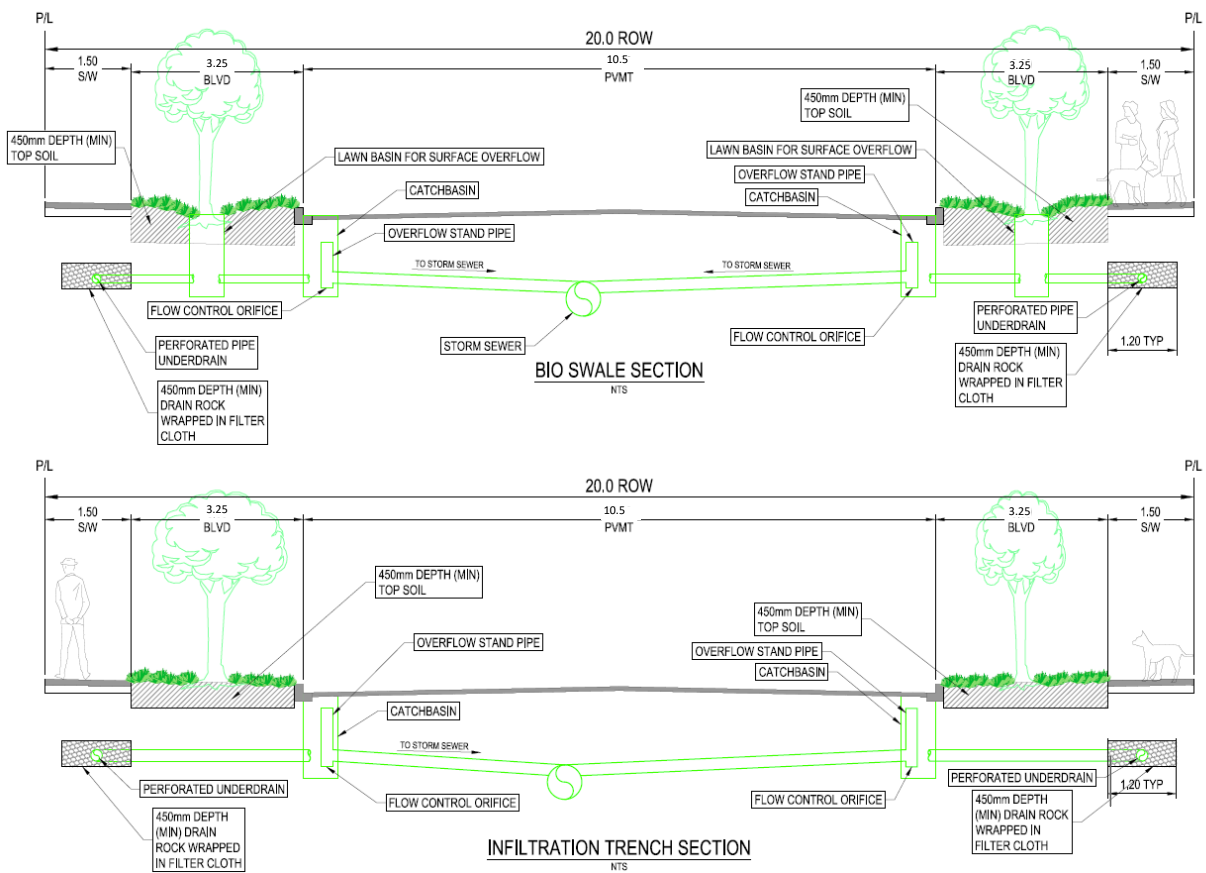 P/L
P/L
20.0 ROW
1.50
S/W
3.25
BLVD
10.5
PVMT
3.25
BLVD
1.50
S/W
450mm DEPTH (MIN)
TOP SOIL
450mm DEPTH (MIN)
TOP SOIL
LAWN BASIN FOR SURFACE OVERFLOW
LAWN BASIN FOR SURFACE OVERFLOW
CATCHBASIN
OVERFLOW STAND PIPE
CATCHBASIN
OVERFLOW STAND PIPE
TO STORM SEWER
TO STORM SEWER
FLOW CONTROL ORIFICE
PERFORATED PIPE
UNDERDRAIN
STORM SEWER
FLOW CONTROL ORIFICE
PERFORATED PIPE
UNDERDRAIN
1.20 TYP
450mm DEPTH (MIN)
DRAIN ROCK
WRAPPED IN FILTER
CLOTH
450mm DEPTH (MIN)
DRAIN ROCK
WRAPPED IN FILTER
CLOTH
BIO SWALE SECTION
NTS
P/L
P/L
20.0 ROW
1.50
S/W
3.25
BLVD
10.5
PVMT
3.25
BLVD
1.50
S/W
450mm DEPTH (MIN)
TOP SOIL
450mm DEPTH (MIN)
TOP SOIL
OVERFLOW STAND PIPE
OVERFLOW STAND PIPE
CATCHBASIN
CATCHBASIN
TO STORM SEWER
PERFORATED UNDERDRAIN
FLOW CONTROL ORIFICE
FLOW CONTROL ORIFICE
PERFORATED UNDERDRAIN
1.20 TYP
450mm DEPTH
(MIN) DRAIN
ROCK WRAPPED
IN FILTER CLOTH
450mm DEPTH
(MIN) DRAIN ROCK
WRAPPED IN
FILTER CLOTH
INFILTRATION TRENCH SECTION
NTS